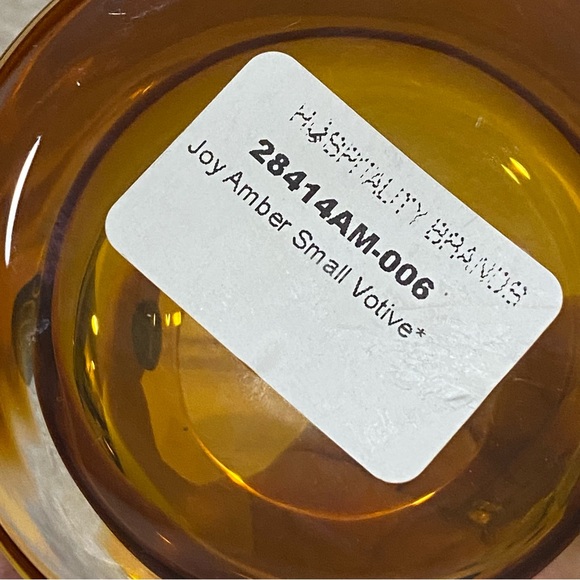 HOSPITALITY BRANDS
28414AM-006
Joy Amber Small Votive*